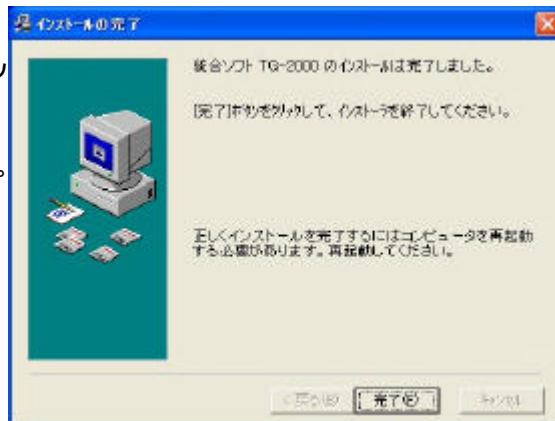 インストールの完了
統合ソフト TG-2000 のインストールは完了しました。
[完了]ボタンをクリックして、インストーラを終了してください。
正しくインストールを完了するにはコンピュータを再起動
する必要があります。再起動してください。
< 戻る(B)
完了(F)
キャンセル